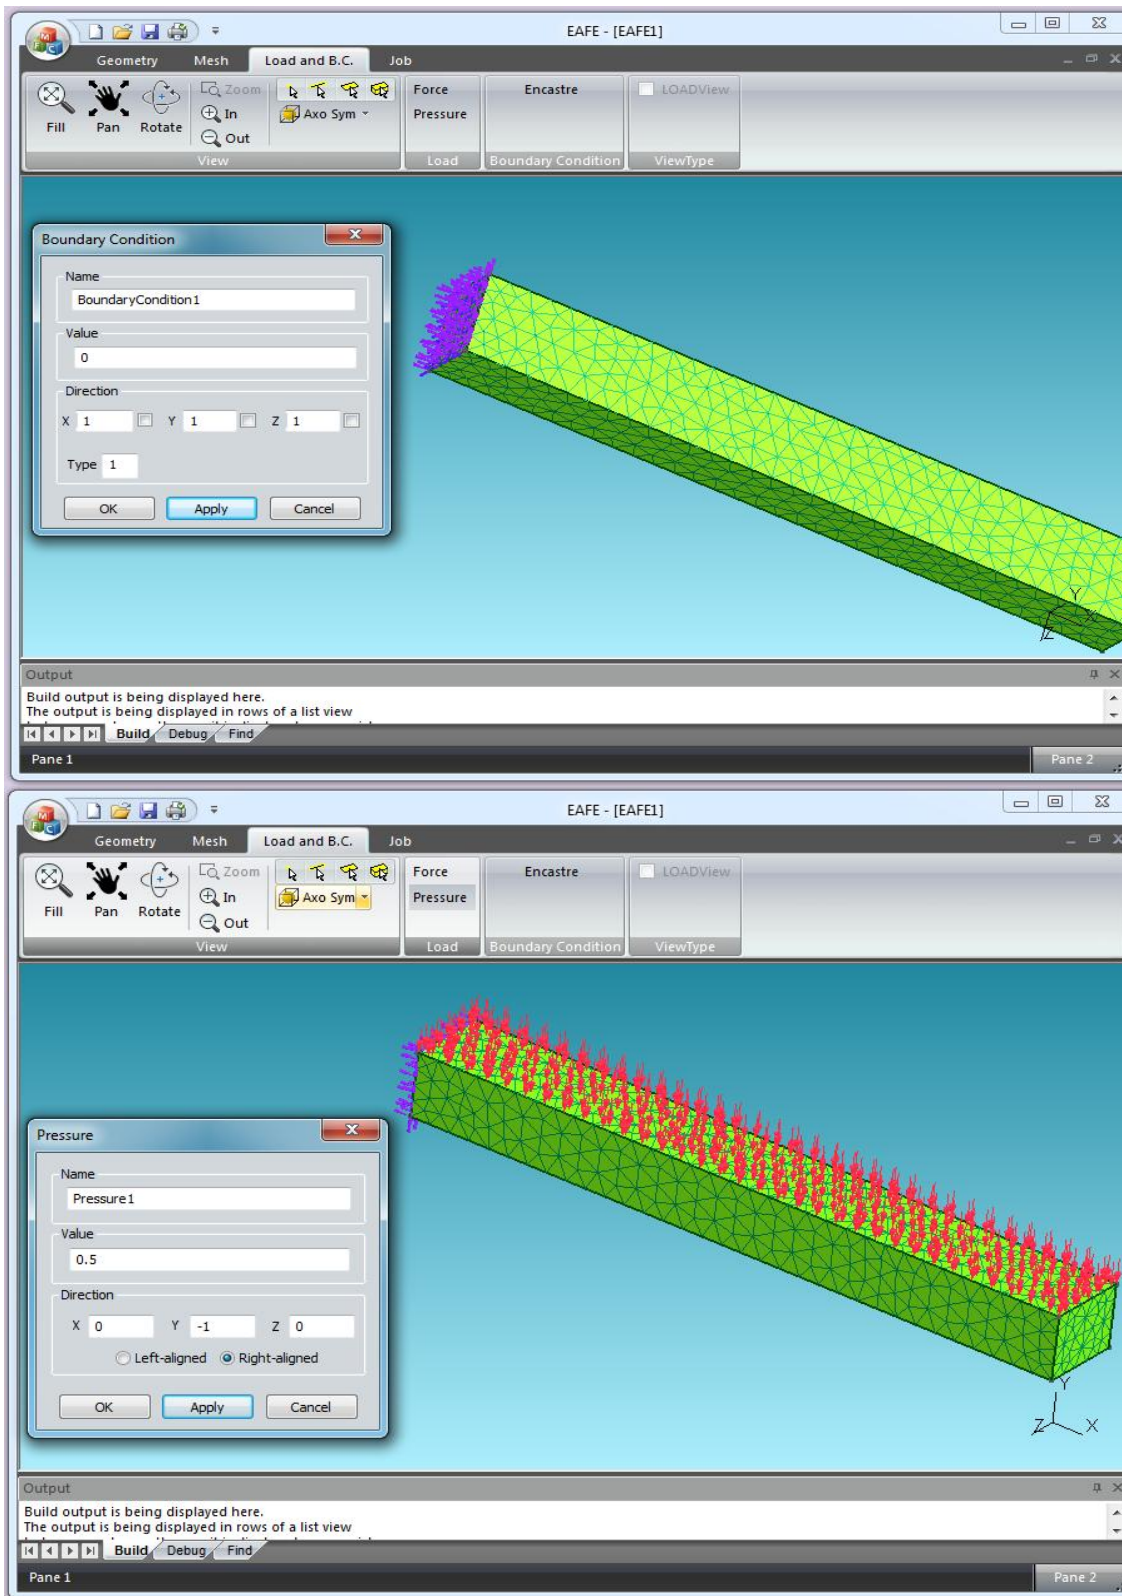 EAFE - [EAFE1]
Geometry Mesh Load and B.C. Job
Fill Pan Rotate Zoom In Out Axo Sym
Force
Pressure
Encastre
LOADView
View Load Boundary Condition ViewType
Boundary Condition
Name
BoundaryCondition1
Value
0
Direction
X 1 Y 1 Z 1
Type 1
OK Apply Cancel
Y
X
Z
Output
Build output is being displayed here.
The output is being displayed in rows of a list view
Build Debug Find
Pane 1 Pane 2
EAFE - [EAFE1]
Geometry Mesh Load and B.C. Job
Fill Pan Rotate Zoom In Out Axo Sym
Force
Pressure
Encastre
LOADView
View Load Boundary Condition ViewType
Pressure
Name
Pressure1
Value
0.5
Direction
X 0 Y -1 Z 0
Left-aligned Right-aligned
OK Apply Cancel
Y
Z X
Output
Build output is being displayed here.
The output is being displayed in rows of a list view
Build Debug Find
Pane 1 Pane 2